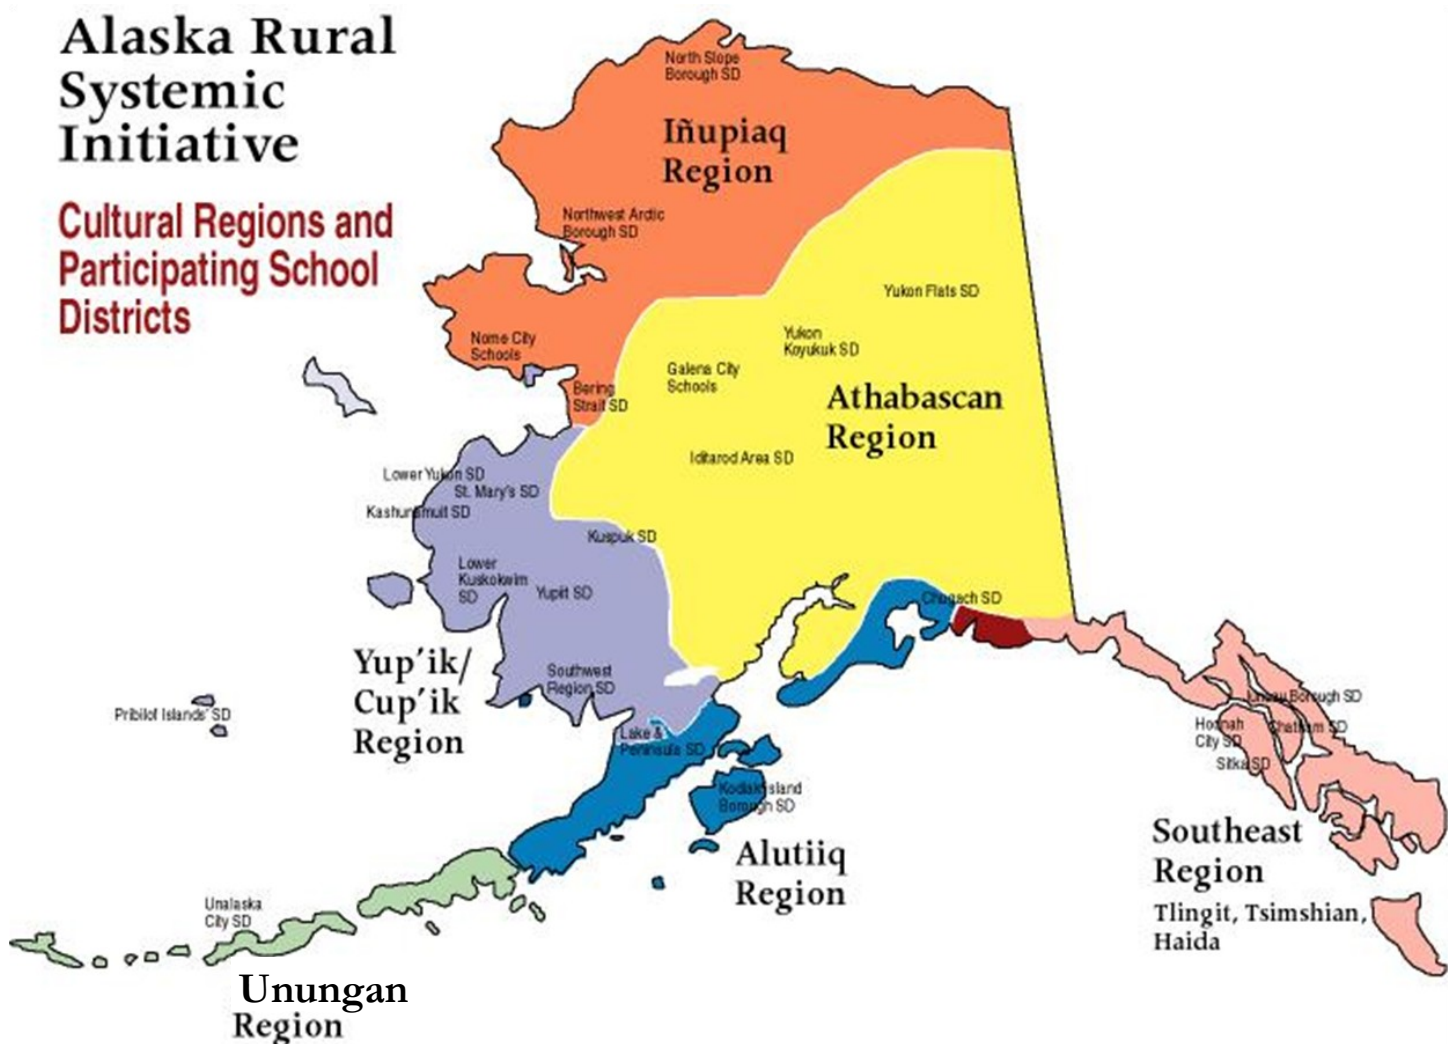 Alaska Rural
Systemic
Initiative
Cultural Regions and
Participating School
Districts
North Slope
Borough SD
Iñupiaq
Region
Northwest Arctic
Borough SD
Nome City
Schools
Bering
Strait SD
Yukon Flats SD
Yukon
Koyukuk SD
Galena City
Schools
Athabascan
Region
Iditarod Area SD
Lower Yukon SD
St. Mary's SD
Kashunamuit SD
Kuspuk SD
Lower
Kuskokwim
SD
Yupiit SD
Chugach SD
Yup'ik/
Cup'ik
Region
Southwest
Region SD
Pribilof Islands' SD
Lake &
Peninsula SD
Kodiak Island
Borough SD
Alutiiq
Region
Juneau Borough SD
Hoonah
City SD
Chatham SD
Sitka SD
Southeast
Region
Tlingit, Tsimshian,
Haida
Unalaska
City SD
Unungan
Region